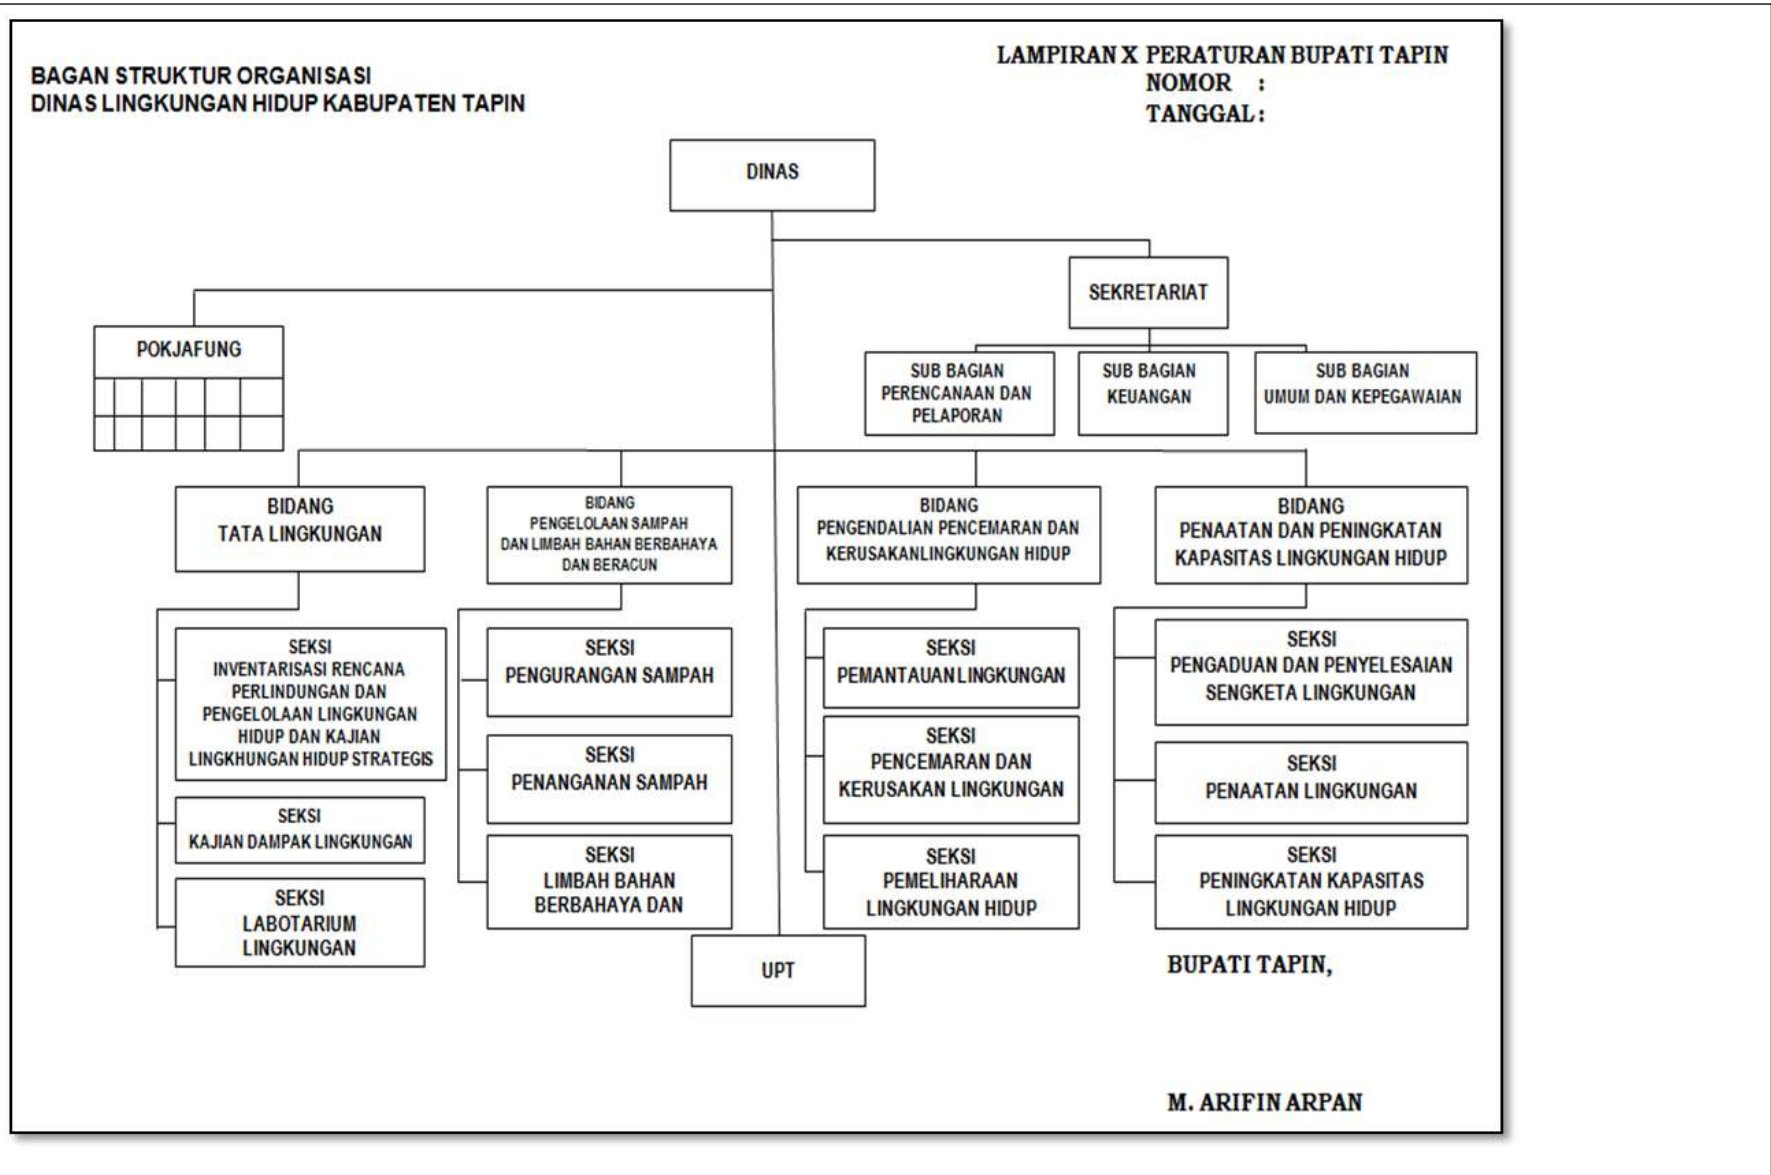 BAGAN STRUKTUR ORGANISASI
DINAS LINGKUNGAN HIDUP KABUPATEN TAPIN
LAMPIRAN X PERATURAN BUPATI TAPIN
NOMOR :
TANGGAL :
DINAS
SEKRETARIAT
POKJAFUNG
SUB BAGIAN
PERENCANAAN DAN
PELAPORAN
SUB BAGIAN
KEUANGAN
SUB BAGIAN
UMUM DAN KEPEGAWAIAN
BIDANG
TATA LINGKUNGAN
BIDANG
PENGELOLAAN SAMPAH
DAN LIMBAH BAHAN BERBAHAYA
DAN BERACUN
BIDANG
PENGENDALIAN PENCEMARAN DAN
KERUSAKANLINGKUNGAN HIDUP
BIDANG
PENAATAN DAN PENINGKATAN
KAPASITAS LINGKUNGAN HIDUP
SEKSI
INVENTARISASI RENCANA
PERLINDUNGAN DAN
PENGELOLAAN LINGKUNGAN
HIDUP DAN KAJIAN
LINGKHUNGAN HIDUP STRATEGIS
SEKSI
KAJIAN DAMPAK LINGKUNGAN
SEKSI
LABOTARIUM
LINGKUNGAN
SEKSI
PENGURANGAN SAMPAH
SEKSI
PENANGANAN SAMPAH
SEKSI
LIMBAH BAHAN
BERBAHAYA DAN
SEKSI
PEMANTAUAN LINGKUNGAN
SEKSI
PENCEMARAN DAN
KERUSAKAN LINGKUNGAN
SEKSI
PEMELIHARAAN
LINGKUNGAN HIDUP
SEKSI
PENGADUAN DAN PENYELESAIAN
SENGKETA LINGKUNGAN
SEKSI
PENAATAN LINGKUNGAN
SEKSI
PENINGKATAN KAPASITAS
LINGKUNGAN HIDUP
UPT
BUPATI TAPIN,
M. ARIFIN ARPAN